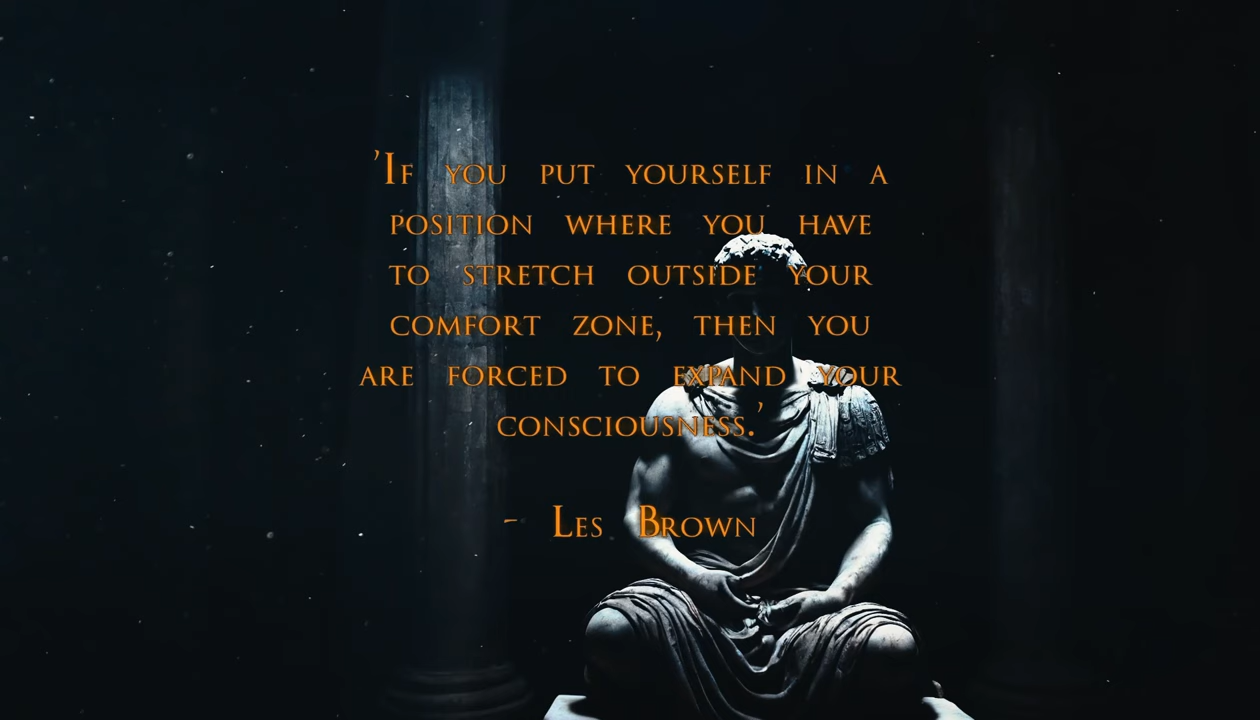 'If you put yourself in a
position where you have
to stretch outside your
comfort zone, then you
are forced to expand your
consciousness.'
- Les Brown